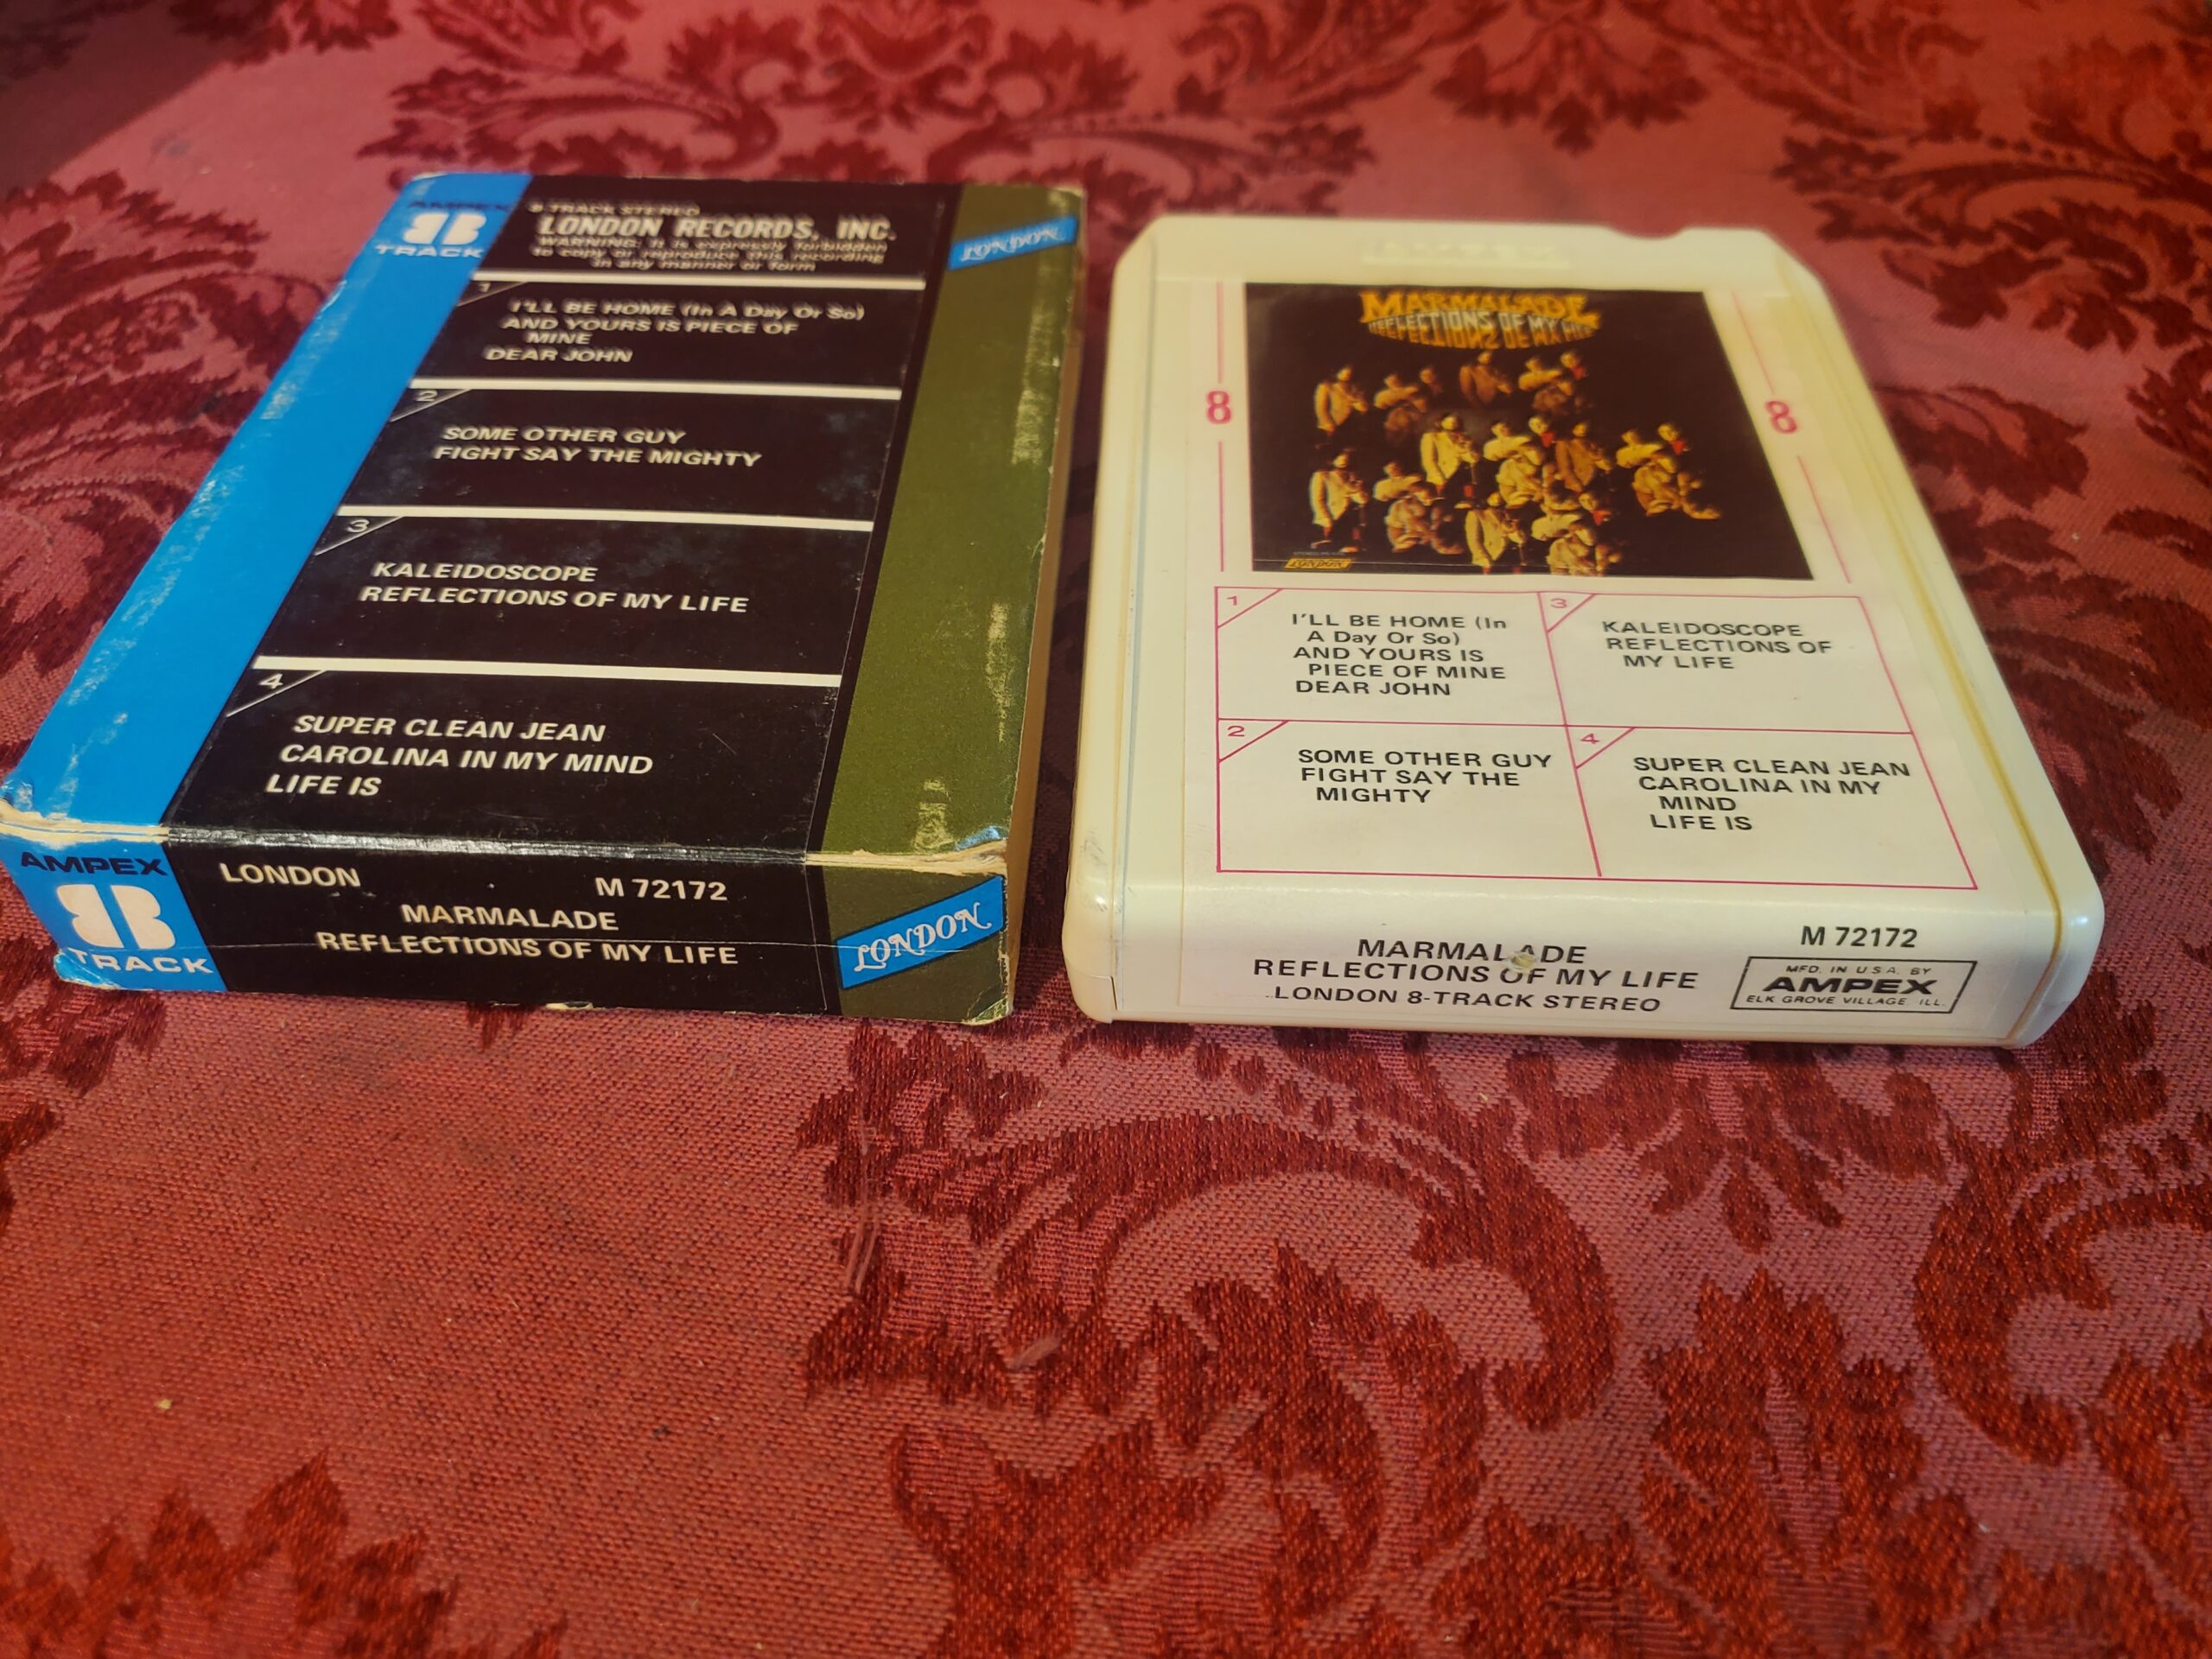 AMPEX
8
TRACK
8-TRACK STEREO
LONDON RECORDS, INC.
WARNING: It is expressly forbidden
to copy or reproduce this recording
in any manner or form
LONDON
1
I'LL BE HOME (In A Day Or So)
AND YOURS IS PIECE OF
MINE
DEAR JOHN
2
SOME OTHER GUY
FIGHT SAY THE MIGHTY
3
KALEIDOSCOPE
REFLECTIONS OF MY LIFE
4
SUPER CLEAN JEAN
CAROLINA IN MY MIND
LIFE IS
AMPEX
8
TRACK
LONDON M 72172
MARMALADE
REFLECTIONS OF MY LIFE
LONDON
MARMALADE
REFLECTIONS OF MY LIFE
8 8
LONDON
1
I'LL BE HOME (In
A Day Or So)
AND YOURS IS
PIECE OF MINE
DEAR JOHN
2
SOME OTHER GUY
FIGHT SAY THE
MIGHTY
3
KALEIDOSCOPE
REFLECTIONS OF
MY LIFE
4
SUPER CLEAN JEAN
CAROLINA IN MY
MIND
LIFE IS
MARMALADE
REFLECTIONS OF MY LIFE
LONDON 8-TRACK STEREO
M 72172
MFD. IN U.S.A. BY
AMPEX
ELK GROVE VILLAGE, ILL.